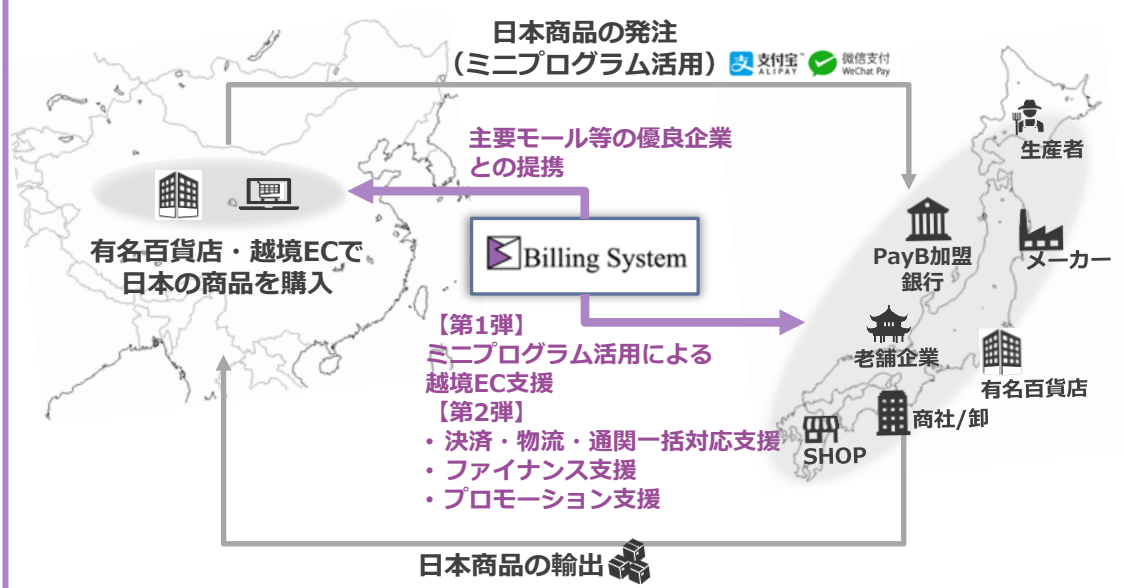 日本商品の発注
（ミニプログラム活用）
支付宝™
ALIPAY
微信支付
WeChat Pay
主要モール等の優良企業
との提携
有名百貨店・越境ECで
日本の商品を購入
Billing System
【第1弾】
ミニプログラム活用による
越境EC支援
【第2弾】
・決済・物流・通関一括対応支援
・ファイナンス支援
・プロモーション支援
生産者
PayB加盟
銀行
メーカー
老舗企業
有名百貨店
商社/卸
SHOP
日本商品の輸出